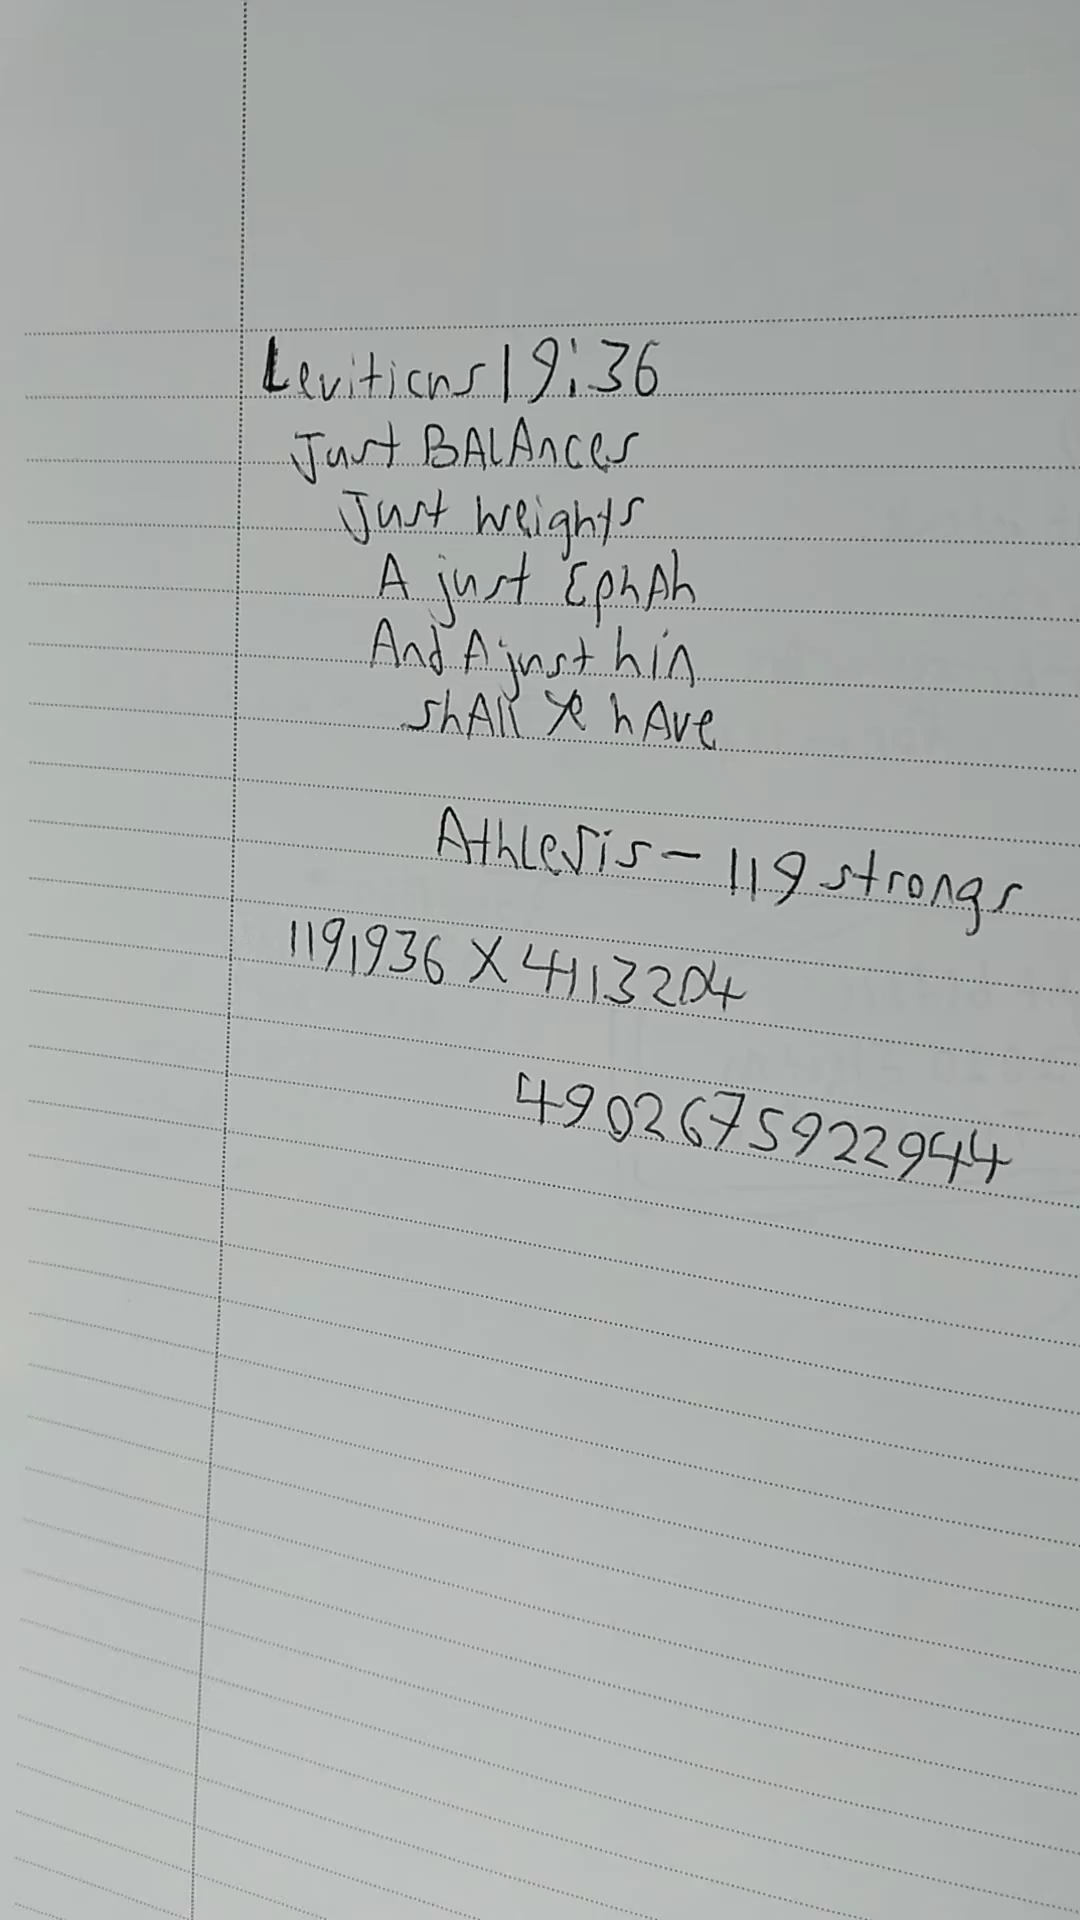 Leviticus 19:36
Just BALAnces
Just weights
A just EphAh
And A just hin
shAll Ye hAve
Athlesis - 119 strongs
1191936 X 4113204
4902675922944